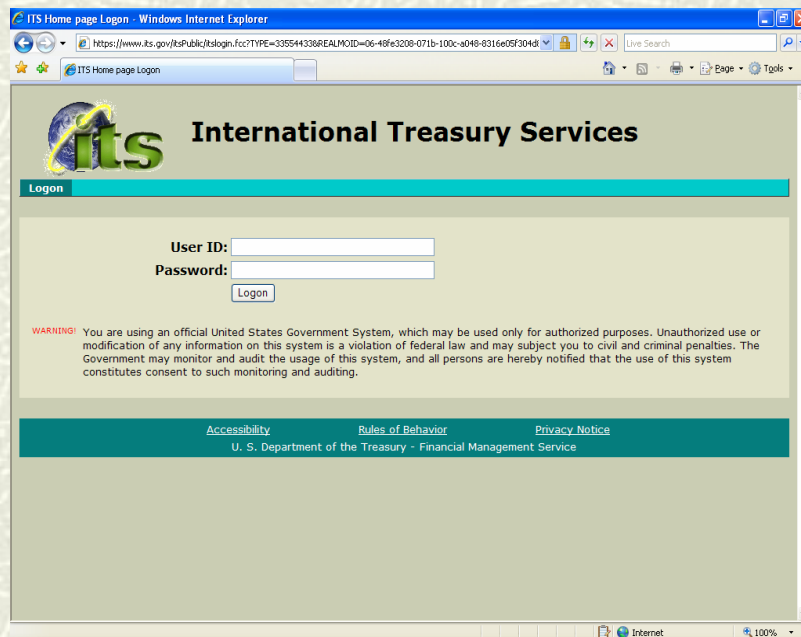 ITS Home page Logon - Windows Internet Explorer
https://www.its.gov/itsPublic/itslogin.fcc?TYPE=33554433&REALMOID=06-48fe3208-071b-100c-a048-8316e05f304d&
Live Search
ITS Home page Logon
Page
Tools
its
International Treasury Services
Logon
User ID:
Password:
Logon
WARNING! You are using an official United States Government System, which may be used only for authorized purposes. Unauthorized use or
modification of any information on this system is a violation of federal law and may subject you to civil and criminal penalties. The
Government may monitor and audit the usage of this system, and all persons are hereby notified that the use of this system
constitutes consent to such monitoring and auditing.
Accessibility Rules of Behavior Privacy Notice
U. S. Department of the Treasury - Financial Management Service
Internet
100%